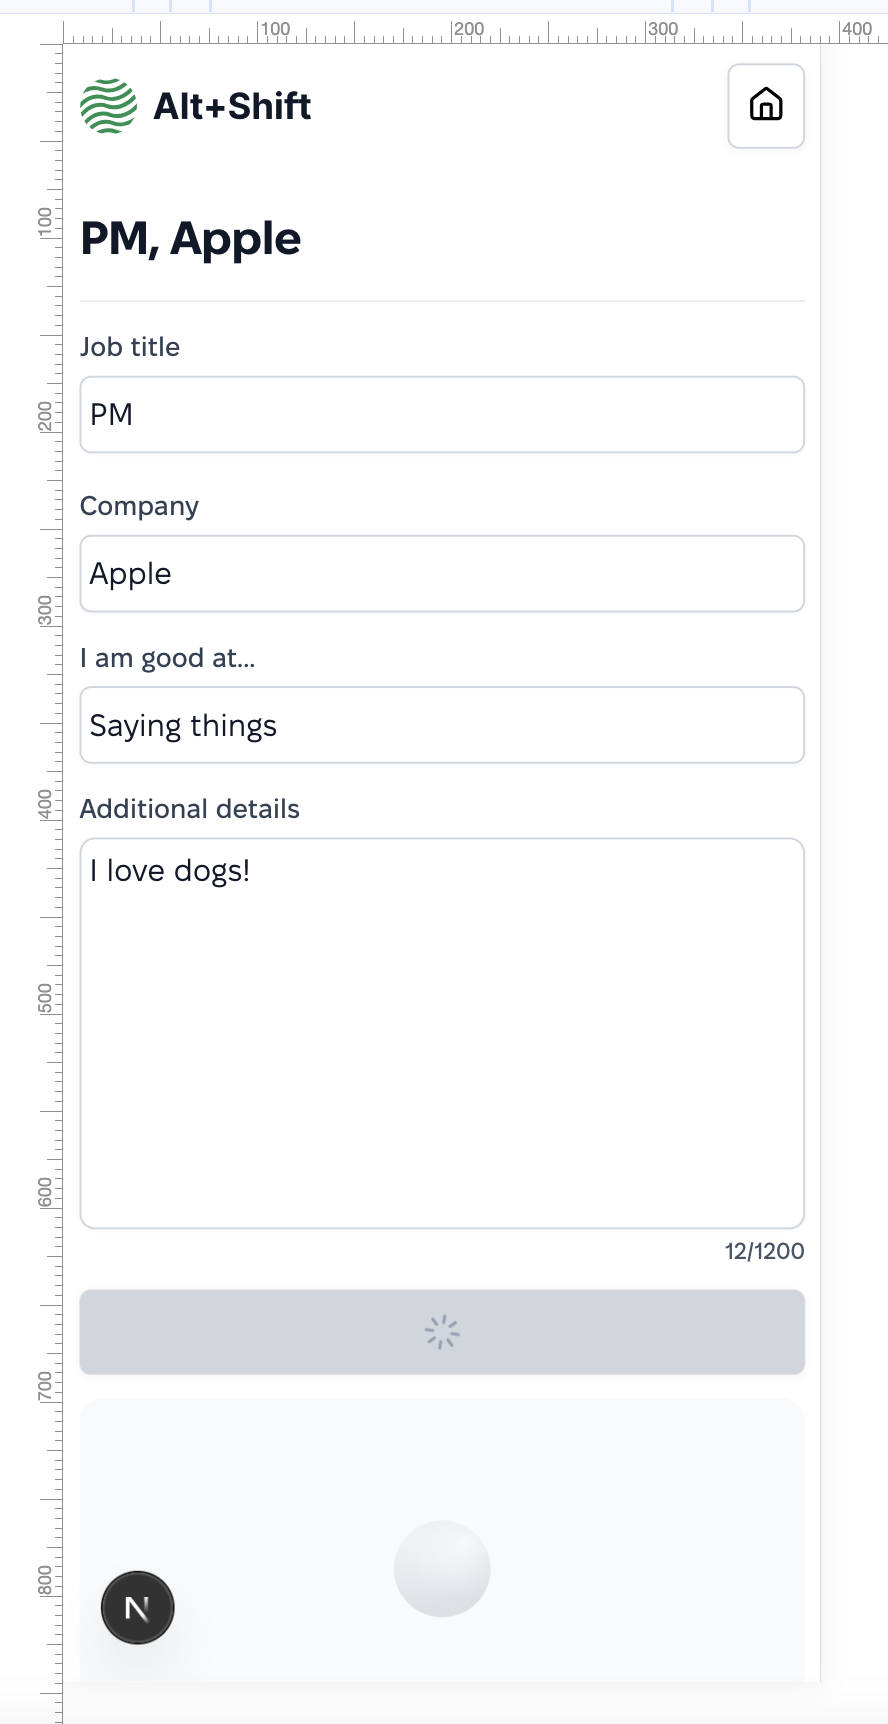 100 200 300 400
Alt+Shift
100
PM, Apple
Job title
PM
200
Company
Apple
300
I am good at...
Saying things
400
Additional details
I love dogs!
500
600
12/1200
700
800
N